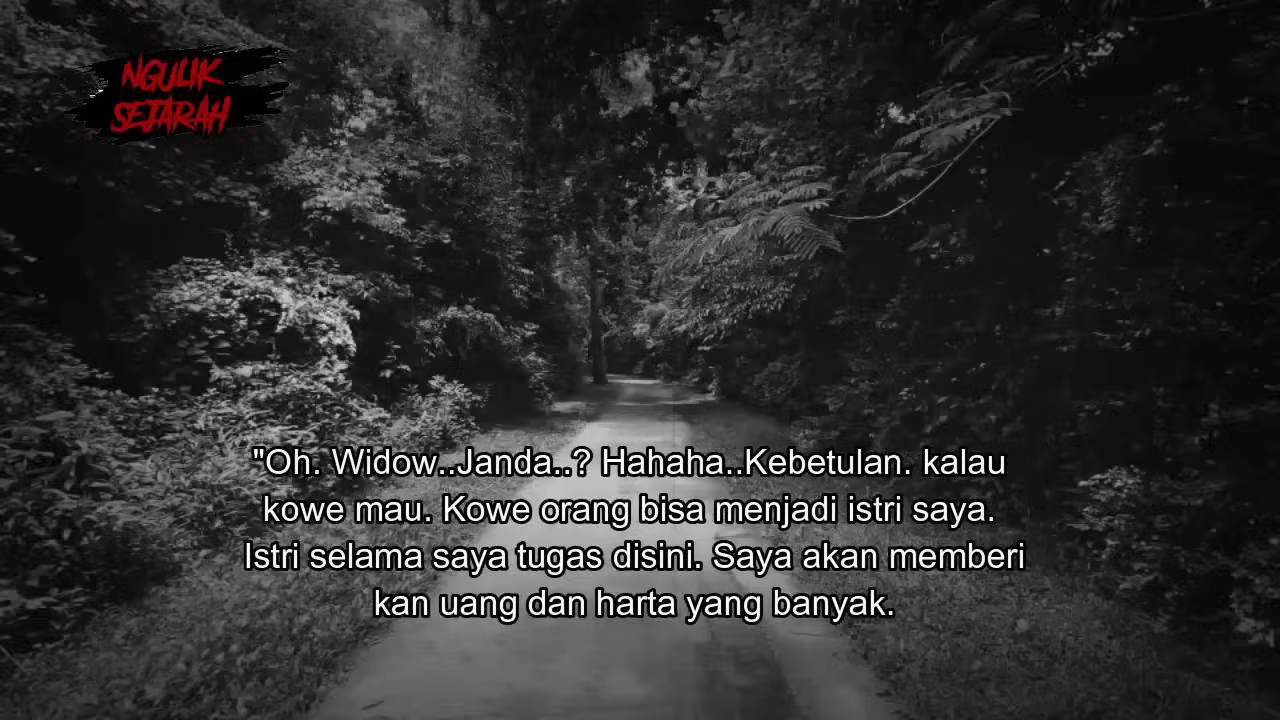 NGULIK
SEJARAH
"Oh. Widow..Janda..? Hahaha..Kebetulan. kalau
kowe mau. Kowe orang bisa menjadi istri saya.
Istri selama saya tugas disini. Saya akan memberi
kan uang dan harta yang banyak.